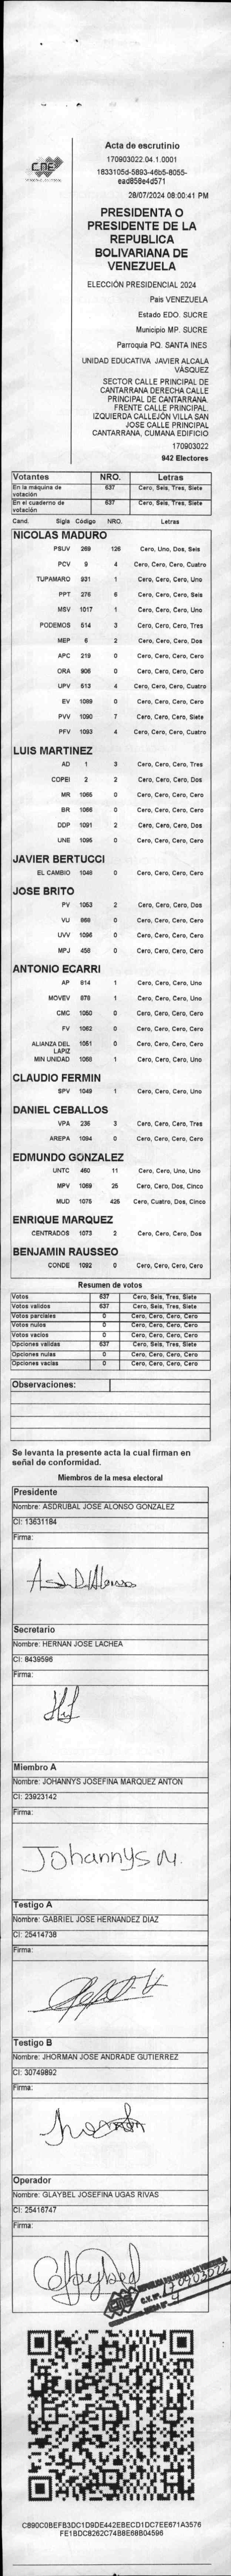 CNE
Acta de escrutinio
170903022.04.1.0001
1833105d-5893-46b5-8055-
ead858e4d571
28/07/2024 08:00:41 PM
PRESIDENTA O
PRESIDENTE DE LA
REPUBLICA
BOLIVARIANA DE
VENEZUELA
ELECCIÓN PRESIDENCIAL 2024
Pais VENEZUELA
Estado EDO. SUCRE
Municipio MP. SUCRE
Parroquia PQ. SANTA INES
UNIDAD EDUCATIVA JAVIER ALCALA
VÁSQUEZ
SECTOR CALLE PRINCIPAL DE
CANTARRANA DERECHA CALLE
PRINCIPAL DE CANTARRANA.
FRENTE CALLE PRINCIPAL.
IZQUIERDA CALLEJÓN VILLA SAN
JOSE CALLE PRINCIPAL
CANTARRANA, CUMANA EDIFICIO
170903022
942 Electores
Votantes NRO. Letras
En la máquina de votación 637 Cero, Seis, Tres, Siete
En el cuaderno de votación 637 Cero, Seis, Tres, Siete
Cand. Sigla Código NRO. Letras
NICOLAS MADURO
PSUV 269 126 Cero, Uno, Dos, Seis
PCV 9 4 Cero, Cero, Cero, Cuatro
TUPAMARO 931 1 Cero, Cero, Cero, Uno
PPT 276 6 Cero, Cero, Cero, Seis
MSV 1017 1 Cero, Cero, Cero, Uno
PODEMOS 514 3 Cero, Cero, Cero, Tres
MEP 6 2 Cero, Cero, Cero, Dos
APC 219 0 Cero, Cero, Cero, Cero
ORA 906 0 Cero, Cero, Cero, Cero
UPV 513 4 Cero, Cero, Cero, Cuatro
EV 1089 0 Cero, Cero, Cero, Cero
PVV 1090 7 Cero, Cero, Cero, Siete
PFV 1093 4 Cero, Cero, Cero, Cuatro
LUIS MARTINEZ
AD 1 3 Cero, Cero, Cero, Tres
COPEI 2 2 Cero, Cero, Cero, Dos
MR 1065 0 Cero, Cero, Cero, Cero
BR 1066 0 Cero, Cero, Cero, Cero
DDP 1091 2 Cero, Cero, Cero, Dos
UNE 1095 0 Cero, Cero, Cero, Cero
JAVIER BERTUCCI
EL CAMBIO 1048 0 Cero, Cero, Cero, Cero
JOSE BRITO
PV 1053 2 Cero, Cero, Cero, Dos
VU 868 0 Cero, Cero, Cero, Cero
UVV 1096 0 Cero, Cero, Cero, Cero
MPJ 456 0 Cero, Cero, Cero, Cero
ANTONIO ECARRI
AP 814 1 Cero, Cero, Cero, Uno
MOVEV 876 1 Cero, Cero, Cero, Uno
CMC 1050 0 Cero, Cero, Cero, Cero
FV 1062 0 Cero, Cero, Cero, Cero
ALIANZA DEL LAPIZ 1051 0 Cero, Cero, Cero, Cero
MIN UNIDAD 1068 1 Cero, Cero, Cero, Uno
CLAUDIO FERMIN
SPV 1049 1 Cero, Cero, Cero, Uno
DANIEL CEBALLOS
VPA 236 3 Cero, Cero, Cero, Tres
AREPA 1094 0 Cero, Cero, Cero, Cero
EDMUNDO GONZALEZ
UNTC 460 11 Cero, Cero, Uno, Uno
MPV 1069 25 Cero, Cero, Dos, Cinco
MUD 1075 425 Cero, Cuatro, Dos, Cinco
ENRIQUE MARQUEZ
CENTRADOS 1073 2 Cero, Cero, Cero, Dos
BENJAMIN RAUSSEO
CONDE 1092 0 Cero, Cero, Cero, Cero
Resumen de votos
Votos 637 Cero, Seis, Tres, Siete
Votos validos 637 Cero, Seis, Tres, Siete
Votos parciales 0 Cero, Cero, Cero, Cero
Votos nulos 0 Cero, Cero, Cero, Cero
Votos vacios 0 Cero, Cero, Cero, Cero
Opciones validas 637 Cero, Seis, Tres, Siete
Opciones nulas 0 Cero, Cero, Cero, Cero
Opciones vacias 0 Cero, Cero, Cero, Cero
Observaciones:
Se levanta la presente acta la cual firman en
señal de conformidad.
Miembros de la mesa electoral
Presidente
Nombre: ASDRUBAL JOSE ALONSO GONZALEZ
CI: 13631184
Firma:
Secretario
Nombre: HERNAN JOSE LACHEA
CI: 8439596
Firma:
Miembro A
Nombre: JOHANNYS JOSEFINA MARQUEZ ANTON
CI: 23923142
Firma:
Johannys M.
Testigo A
Nombre: GABRIEL JOSE HERNANDEZ DIAZ
CI: 25414738
Firma:
Testigo B
Nombre: JHORMAN JOSE ANDRADE GUTIERREZ
CI: 30749892
Firma:
Operador
Nombre: GLAYBEL JOSEFINA UGAS RIVAS
CI: 25416747
Firma:
CNE
C890C0BEFB3DC1D9DE442EBECD1DC7EE671A3576
FE1BDC8262C74B8E68B04596